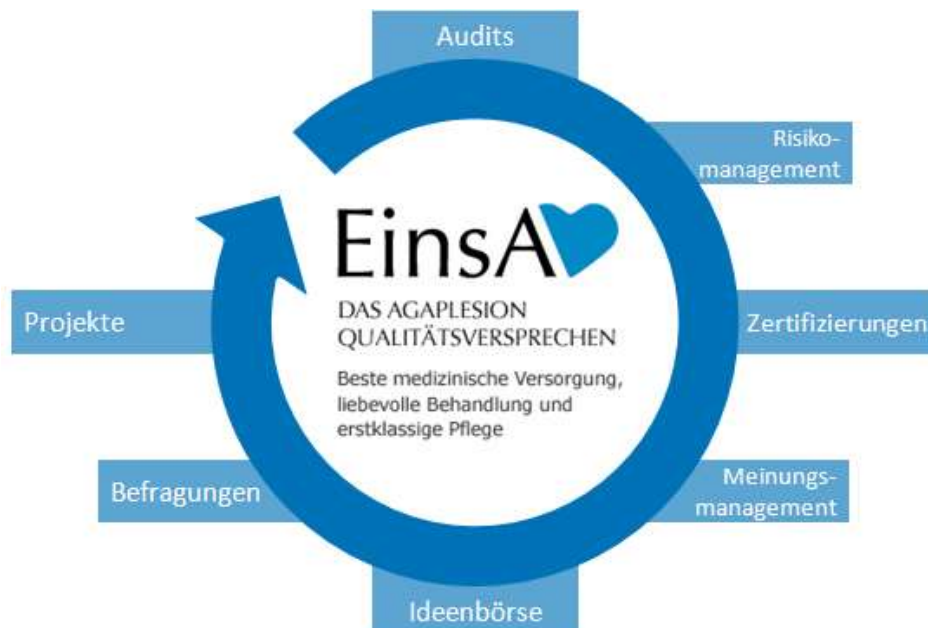 Audits
Risiko-
management
Zertifizierungen
Meinungs-
management
Ideenbörse
Befragungen
Projekte
EinsA
DAS AGAPLESION
QUALITÄTSVERSPRECHEN
Beste medizinische Versorgung,
liebevolle Behandlung und
erstklassige Pflege